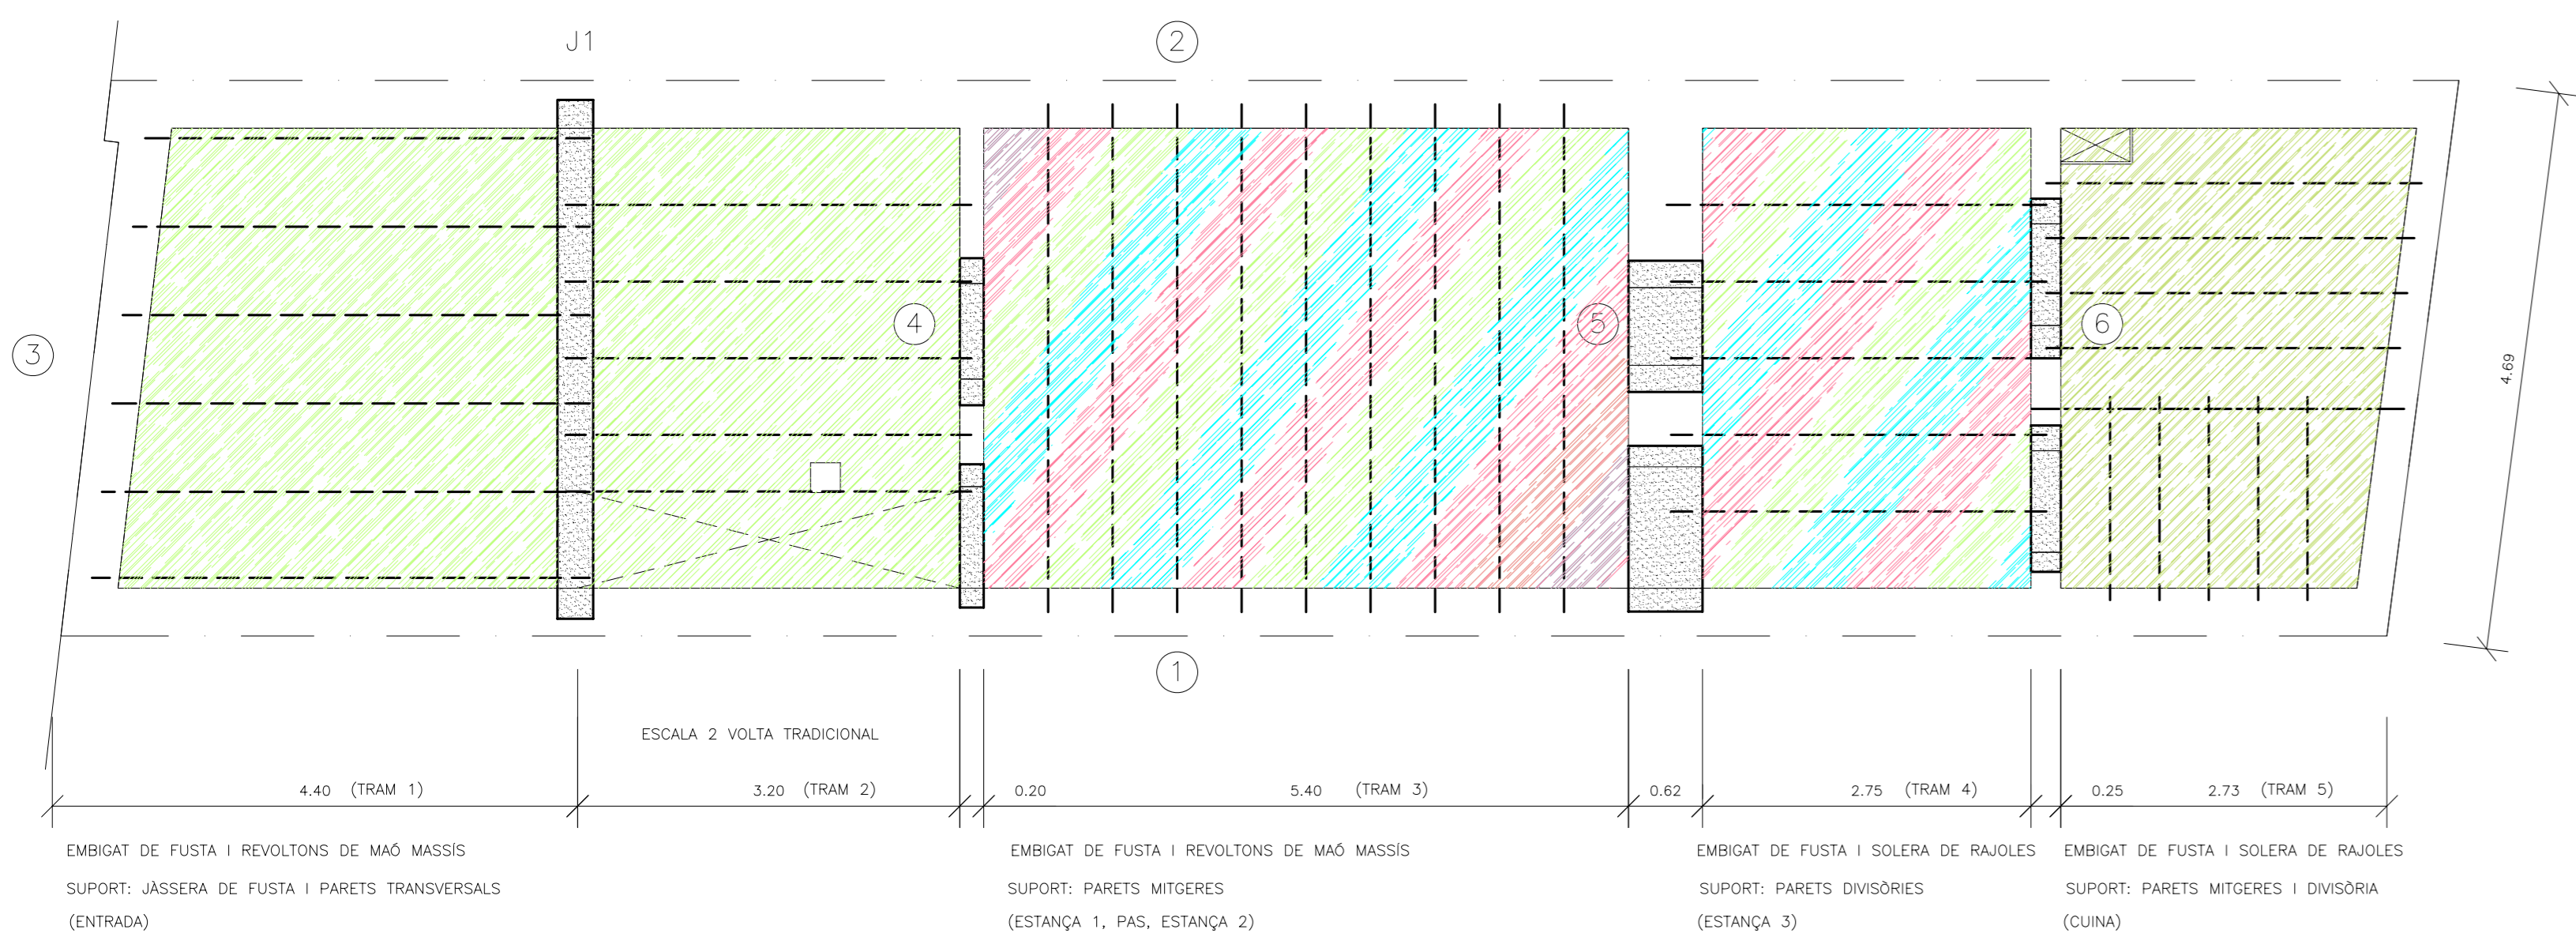 J1
2
4
5
6
3
4.69
1
ESCALA 2 VOLTA TRADICIONAL
4.40 (TRAM 1)
3.20 (TRAM 2)
0.20
5.40 (TRAM 3)
0.62
2.75 (TRAM 4)
0.25
2.73 (TRAM 5)
EMBIGAT DE FUSTA I REVOLTONS DE MAÓ MASSÍS
SUPORT: JÀSSERA DE FUSTA I PARETS TRANSVERSALS
(ENTRADA)
EMBIGAT DE FUSTA I REVOLTONS DE MAÓ MASSÍS
SUPORT: PARETS MITGERES
(ESTANÇA 1, PAS, ESTANÇA 2)
EMBIGAT DE FUSTA I SOLERA DE RAJOLES
SUPORT: PARETS DIVISÒRIES
(ESTANÇA 3)
EMBIGAT DE FUSTA I SOLERA DE RAJOLES
SUPORT: PARETS MITGERES I DIVISÒRIA
(CUINA)